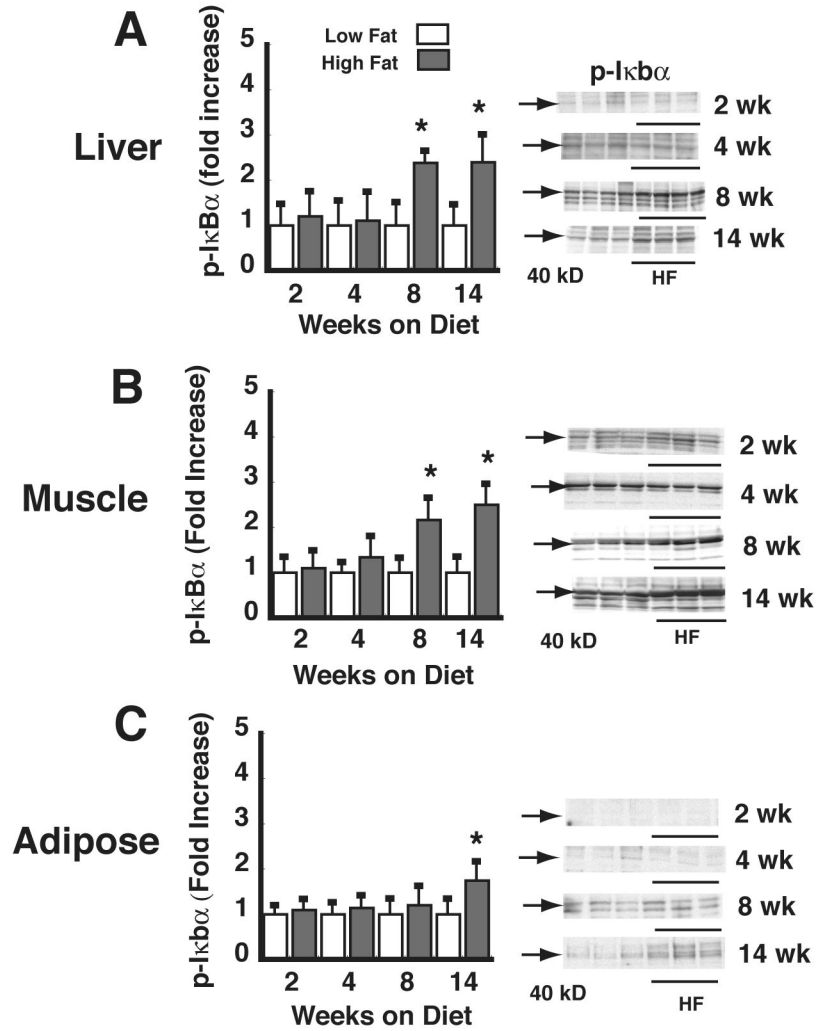 A
Liver
p-IκBα (fold increase)
5
4
3
2
1
0
Low Fat
High Fat
*
*
2 4 8 14
Weeks on Diet
p-Iκbα
2 wk
4 wk
8 wk
14 wk
40 kD
HF
B
Muscle
p-IκBα (Fold Increase)
5
4
3
2
1
0
*
*
2 4 8 14
Weeks on Diet
2 wk
4 wk
8 wk
14 wk
40 kD
HF
C
Adipose
p-Iκbα (Fold Increase)
5
4
3
2
1
0
*
2 4 8 14
Weeks on Diet
2 wk
4 wk
8 wk
14 wk
40 kD
HF